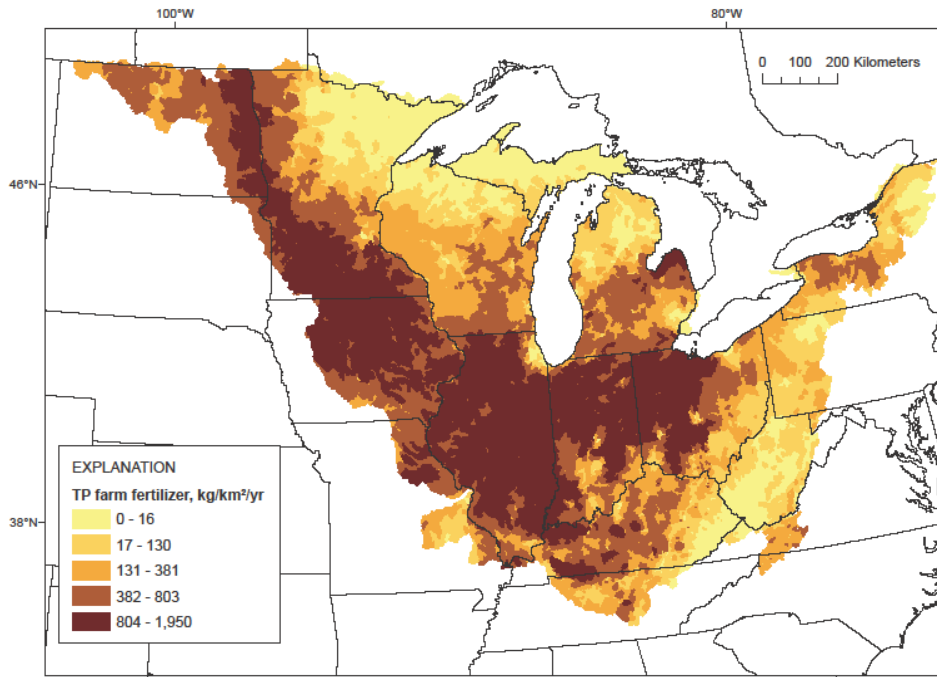 100°W
80°W
0 100 200 Kilometers
46°N
38°N
EXPLANATION
TP farm fertilizer, kg/km²/yr
0 - 16
17 - 130
131 - 381
382 - 803
804 - 1,950